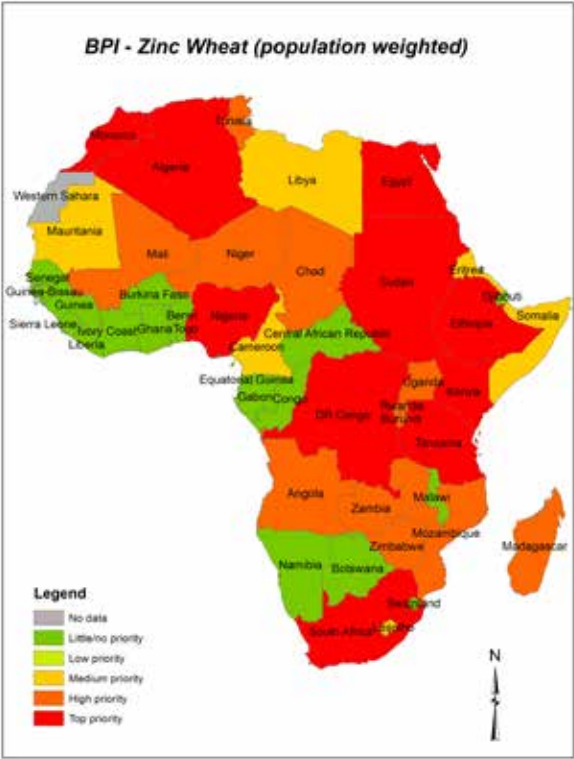 BPI - Zinc Wheat (population weighted)
Tunisia
Morocco
Algeria
Libya
Egypt
Western Sahara
Mauritania
Mali
Niger
Chad
Sudan
Eritrea
Senegal
Guinea-Bissau
Guinea
Burkina Faso
Benin
Nigeria
Djibuti
Somalia
Sierra Leone
Ivory Coast
Ghana
Togo
Liberia
Central African Republic
Ethiopia
Cameroon
Equatorial Guinea
Gabon
Congo
Uganda
Kenya
DR Congo
Rwanda
Burundi
Tanzania
Angola
Malawi
Zambia
Mozambique
Zimbabwe
Madagascar
Namibia
Botswana
Swaziland
South Africa
Lesotho
Legend
No data
Little/no priority
Low priority
Medium priority
High priority
Top priority
N